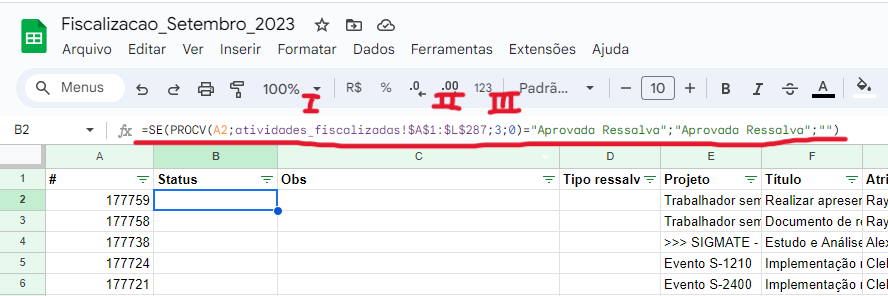 Fiscalizacao_Setembro_2023
Arquivo Editar Ver Inserir Formatar Dados Ferramentas Extensões Ajuda
Menus 100% R$ % .0 .00 123 Padrã... 10 B I S A
I II III
B2 fx =SE(PROCV(A2;atividades_fiscalizadas!$A$1:$L$287;3;0)="Aprovada Ressalva";"Aprovada Ressalva";"")
A B C D E F
1 # Status Obs Tipo ressalv Projeto Título Atri
2 177759 Trabalhador sem Realizar apreser Ray
3 177758 Trabalhador sem Documento de re Ray
4 177738 >>> SIGMATE - Estudo e Análise Alex
5 177724 Evento S-1210 Implementação r Clel
6 177721 Evento S-2400 Implementação r Clel